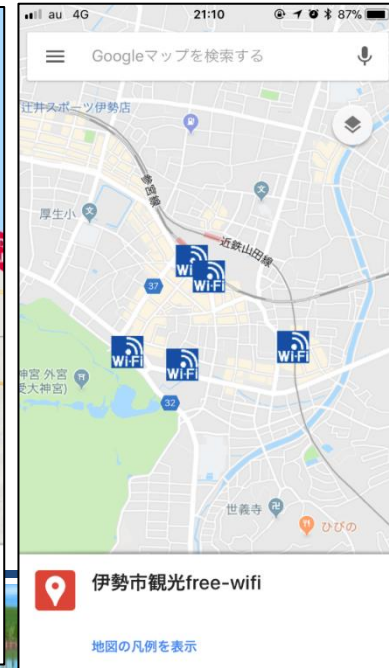 au 4G 21:10 87%
Googleマップを検索する
辻井スポーツ伊勢店
参宮線
厚生小
近鉄山田線
37
Wi-Fi
Wi-Fi
Wi-Fi
Wi-Fi
Wi-Fi
神宮 外宮
受大神宮)
32
世義寺
ひびの
伊勢市観光free-wifi
地図の凡例を表示